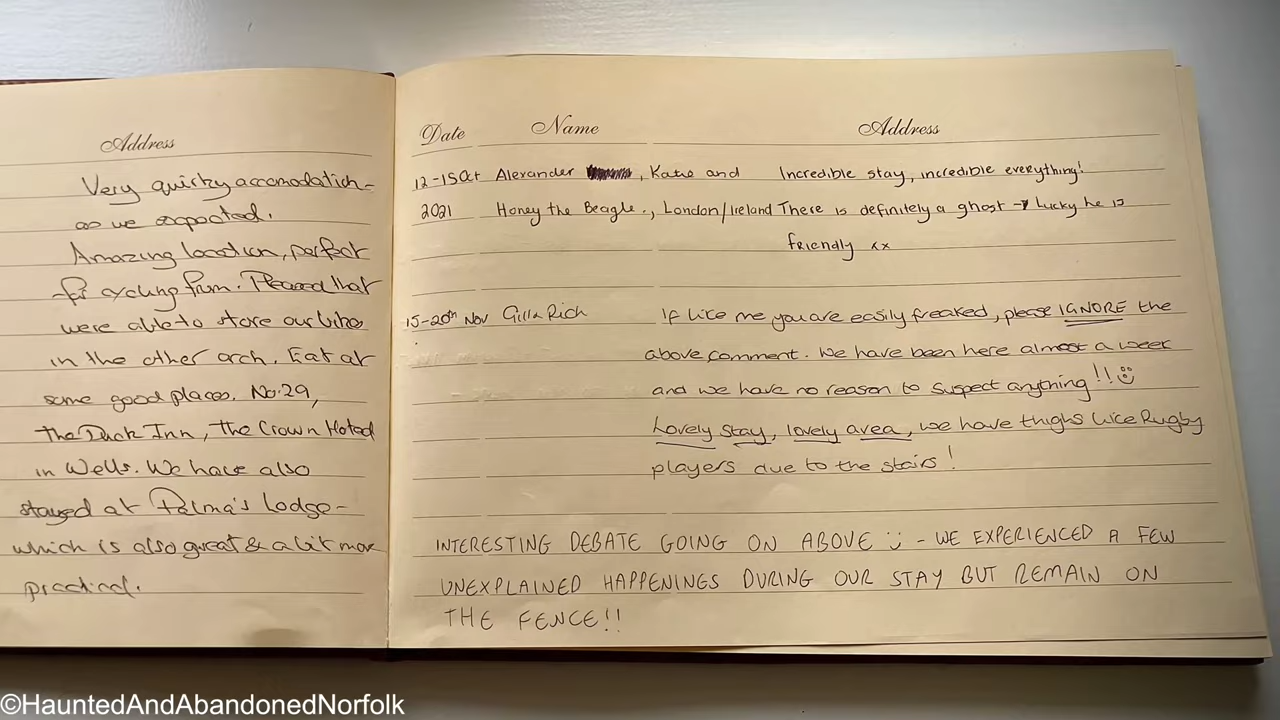 Address
Very quirky accomodation -
as we expected.
Amazing location, perfect
for cycling from. Pleased that
were able to store our bikes
in the other arch. Eat at
some good places. No.29,
the Duck Inn, the Crown Hotel
in Wells. We have also
stayed at Palma's Lodge -
which is also great & a bit more
practical.
Date Name Address
12-15 Oct Alexander , Katie and Incredible stay, incredible everything!
2021 Honey the Beagle., London/Ireland There is definitely a ghost → Lucky he is
friendly xx
15-20th Nov Gill & Rich If like me you are easily freaked, please IGNORE the
above comment. We have been here almost a week
and we have no reason to suspect anything!! ☺
Lovely stay, lovely area, we have thighs like Rugby
players due to the stairs!
INTERESTING DEBATE GOING ON ABOVE :) - WE EXPERIENCED A FEW
UNEXPLAINED HAPPENINGS DURING OUR STAY BUT REMAIN ON
THE FENCE!!
©HauntedAndAbandonedNorfolk